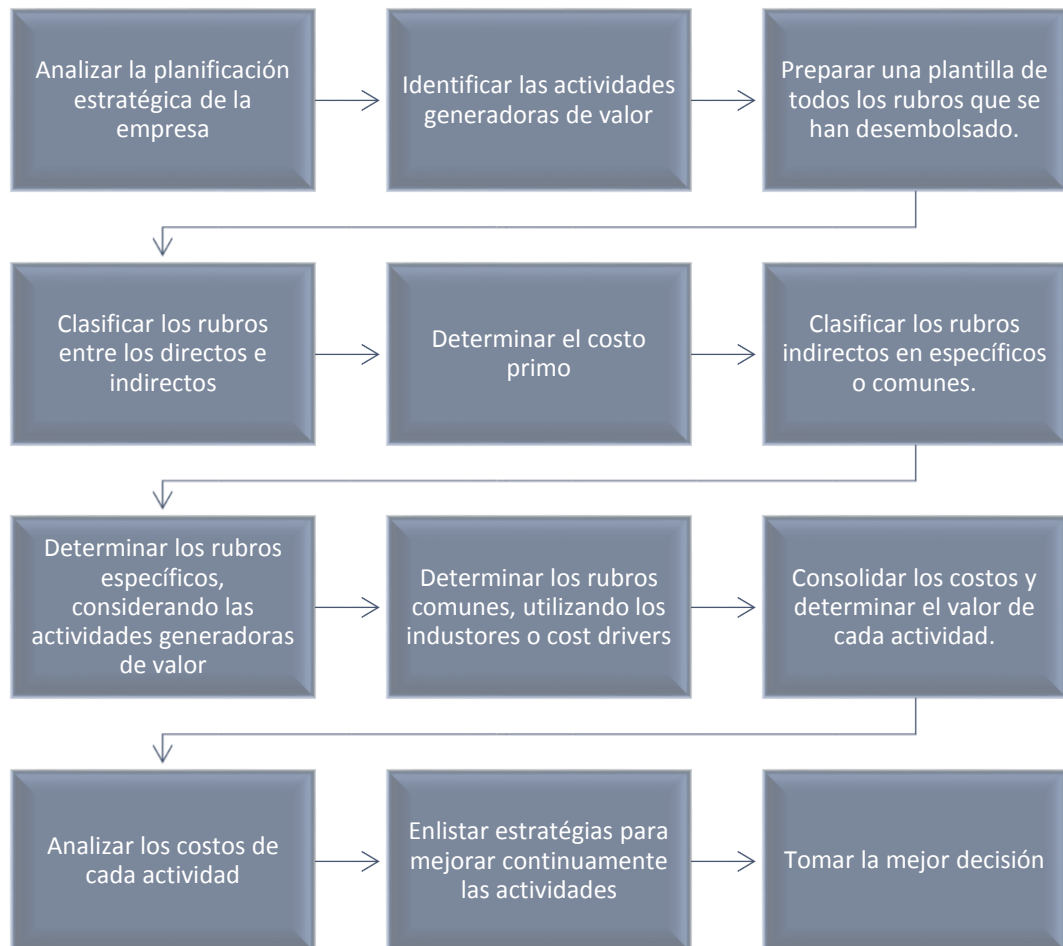 Analizar la planificación
estratégica de la
empresa
Identificar las actividades
generadoras de valor
Preparar una plantilla de
todos los rubros que se
han desembolsado.
Clasificar los rubros
entre los directos e
indirectos
Determinar el costo
primo
Clasificar los rubros
indirectos en específicos
o comunes.
Determinar los rubros
específicos,
considerando las
actividades generadoras
de valor
Determinar los rubros
comunes, utilizando los
industores o cost drivers
Consolidar los costos y
determinar el valor de
cada actividad.
Analizar los costos de
cada actividad
Enlistar estratégias para
mejorar continuamente
las actividades
Tomar la mejor decisión